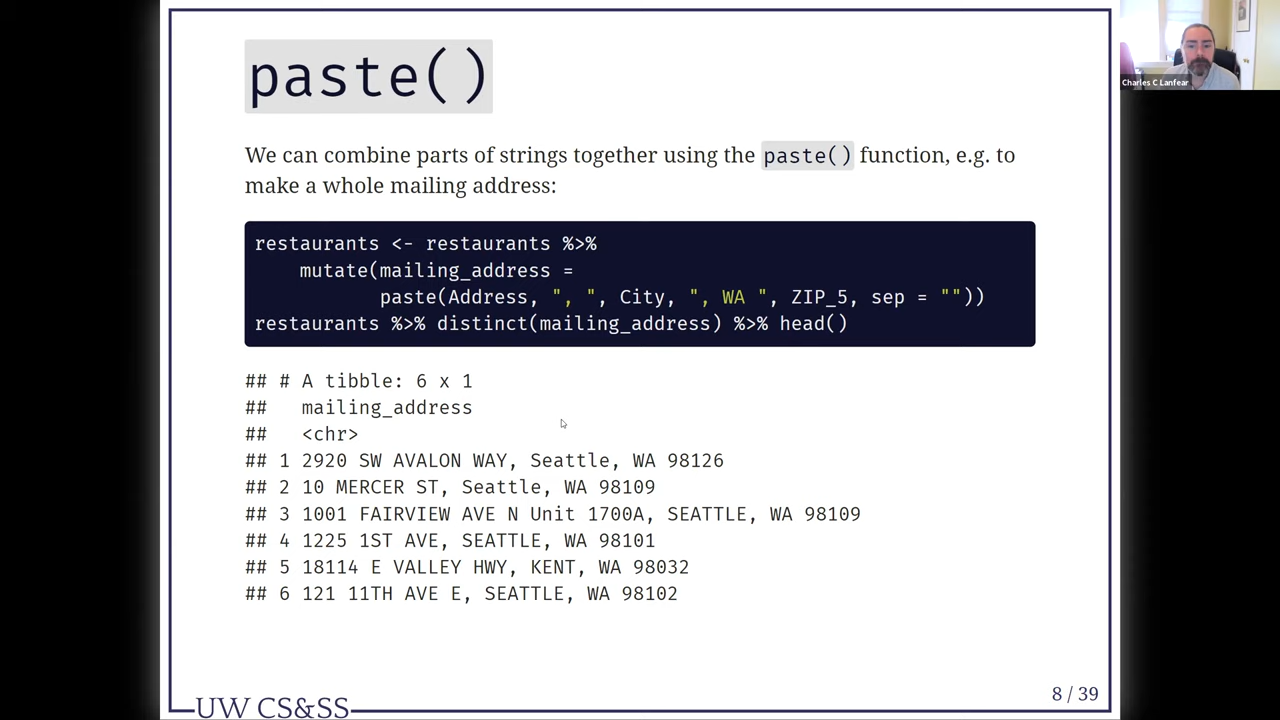 paste()
Charles C Lanfear
We can combine parts of strings together using the paste() function, e.g. to
make a whole mailing address:
restaurants <- restaurants %>%
    mutate(mailing_address =
           paste(Address, ", ", City, ", WA ", ZIP_5, sep = ""))
restaurants %>% distinct(mailing_address) %>% head()
## # A tibble: 6 x 1
##   mailing_address
##   <chr>
## 1 2920 SW AVALON WAY, Seattle, WA 98126
## 2 10 MERCER ST, Seattle, WA 98109
## 3 1001 FAIRVIEW AVE N Unit 1700A, SEATTLE, WA 98109
## 4 1225 1ST AVE, SEATTLE, WA 98101
## 5 18114 E VALLEY HWY, KENT, WA 98032
## 6 121 11TH AVE E, SEATTLE, WA 98102
8 / 39
UW CS&SS